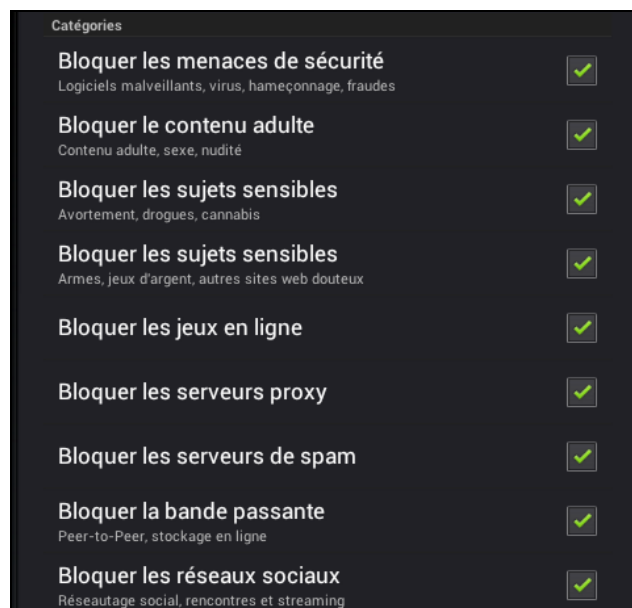 Catégories
Bloquer les menaces de sécurité
Logiciels malveillants, virus, hameçonnage, fraudes
Bloquer le contenu adulte
Contenu adulte, sexe, nudité
Bloquer les sujets sensibles
Avortement, drogues, cannabis
Bloquer les sujets sensibles
Armes, jeux d'argent, autres sites web douteux
Bloquer les jeux en ligne
Bloquer les serveurs proxy
Bloquer les serveurs de spam
Bloquer la bande passante
Peer-to-Peer, stockage en ligne
Bloquer les réseaux sociaux
Réseautage social, rencontres et streaming